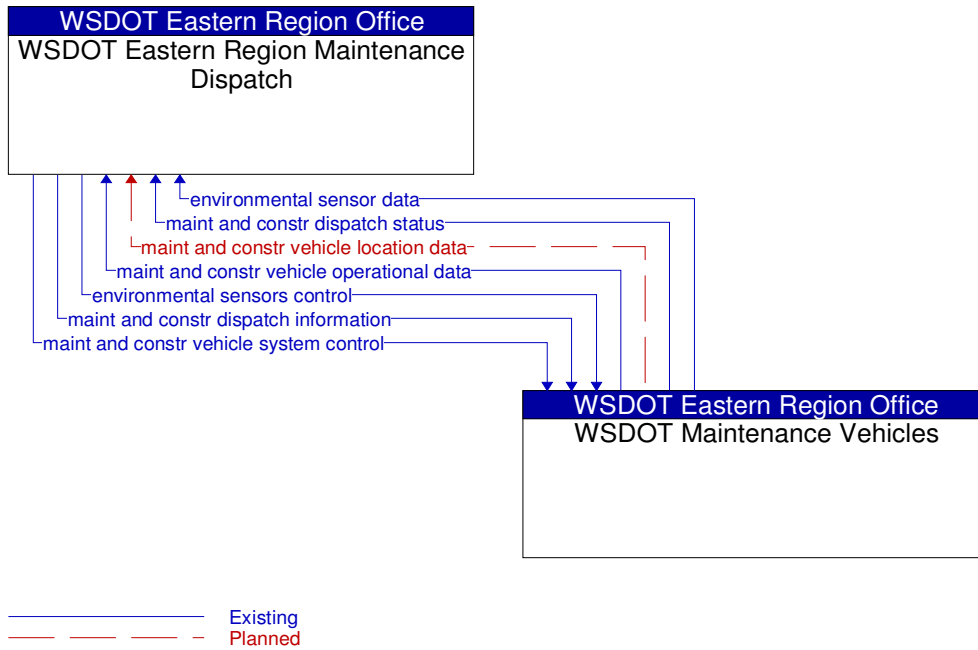 WSDOT Eastern Region Office
WSDOT Eastern Region Maintenance
Dispatch
environmental sensor data
maint and constr dispatch status
maint and constr vehicle location data
maint and constr vehicle operational data
environmental sensors control
maint and constr dispatch information
maint and constr vehicle system control
WSDOT Eastern Region Office
WSDOT Maintenance Vehicles
Existing
Planned